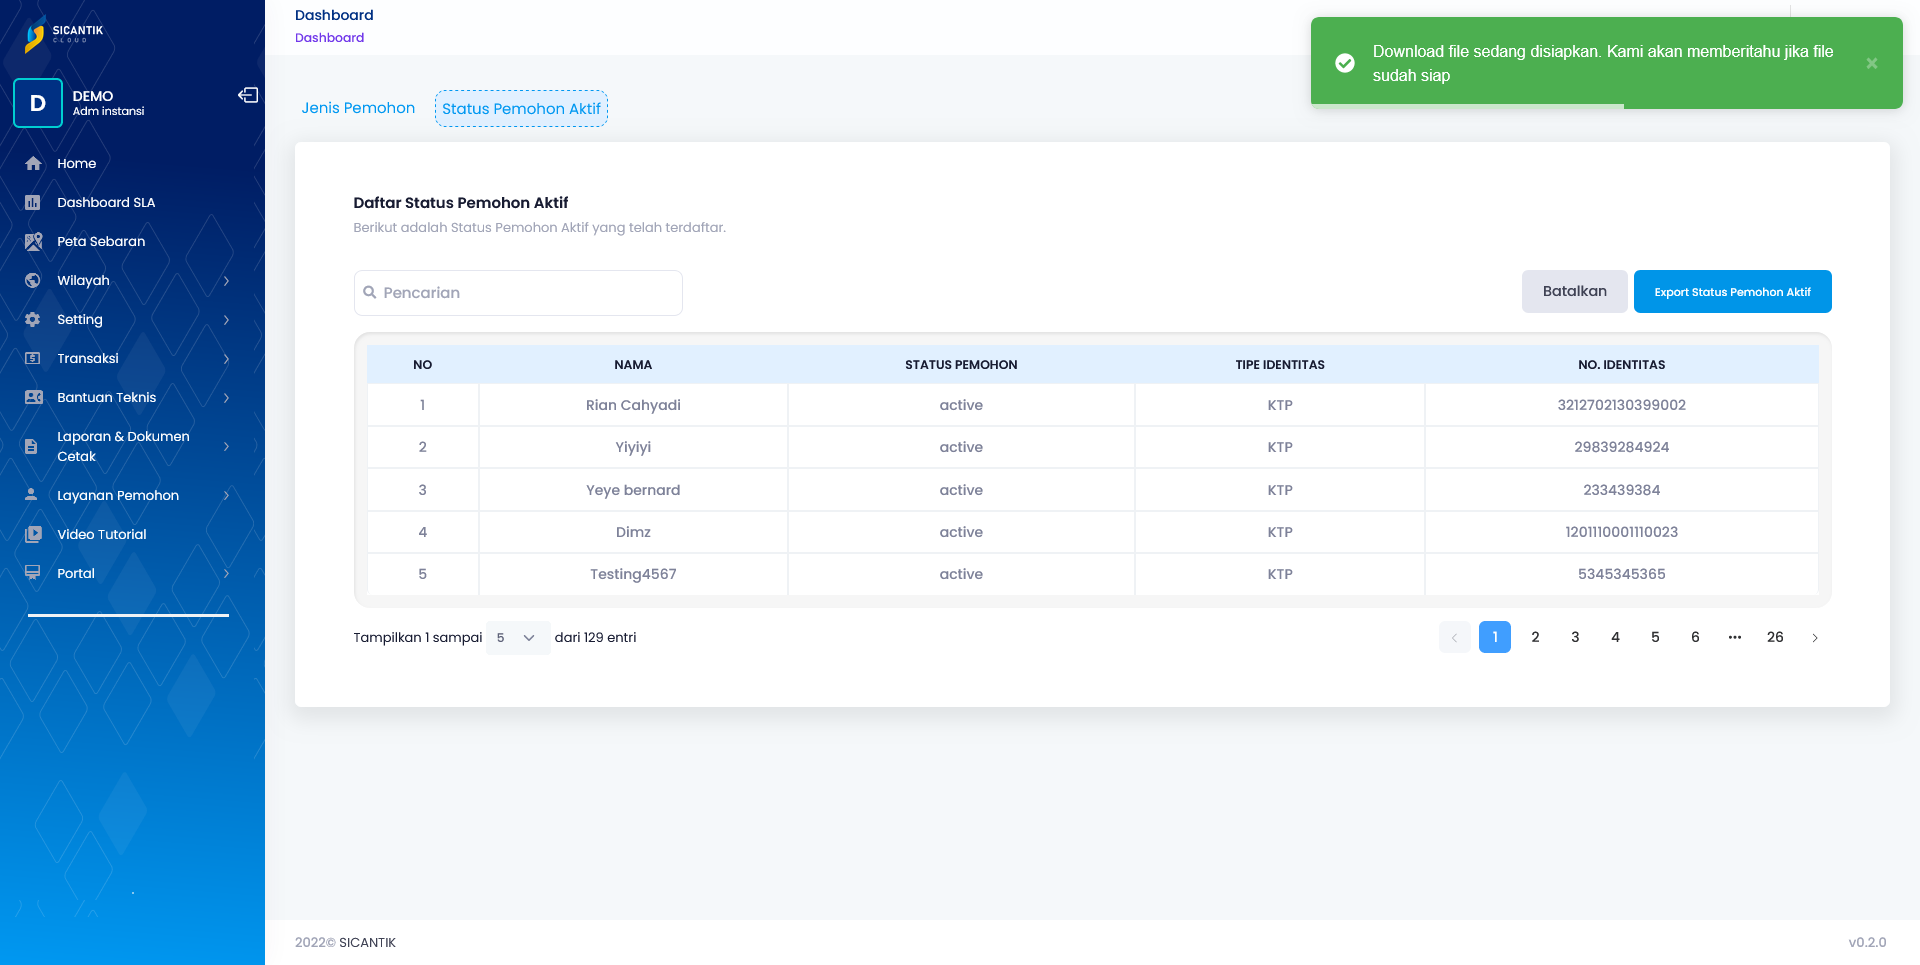 SICANTIK
CLOUD
D
DEMO
Adm instansi
Home
Dashboard SLA
Peta Sebaran
Wilayah
Setting
Transaksi
Bantuan Teknis
Laporan & Dokumen
Cetak
Layanan Pemohon
Video Tutorial
Portal
Dashboard
Dashboard
Download file sedang disiapkan. Kami akan memberitahu jika file
sudah siap
Jenis Pemohon
Status Pemohon Aktif
Daftar Status Pemohon Aktif
Berikut adalah Status Pemohon Aktif yang telah terdaftar.
Pencarian
Batalkan
Export Status Pemohon Aktif
NO NAMA STATUS PEMOHON TIPE IDENTITAS NO. IDENTITAS
1 Rian Cahyadi active KTP 3212702130399002
2 Yiyiyi active KTP 29839284924
3 Yeye bernard active KTP 233439384
4 Dimz active KTP 1201110001110023
5 Testing4567 active KTP 5345345365
Tampilkan 1 sampai 5 dari 129 entri
1 2 3 4 5 6 ••• 26
2022© SICANTIK
v0.2.0